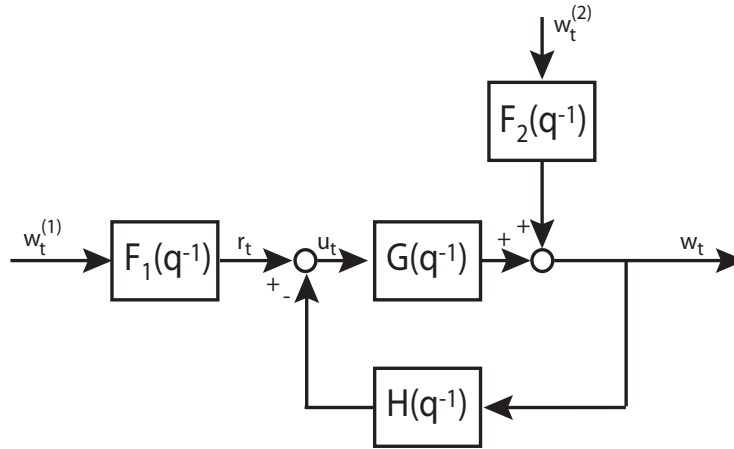 w_t^(2)
F_2(q^-1)
w_t^(1)
F_1(q^-1)
r_t
+
-
u_t
G(q^-1)
+
+
w_t
H(q^-1)